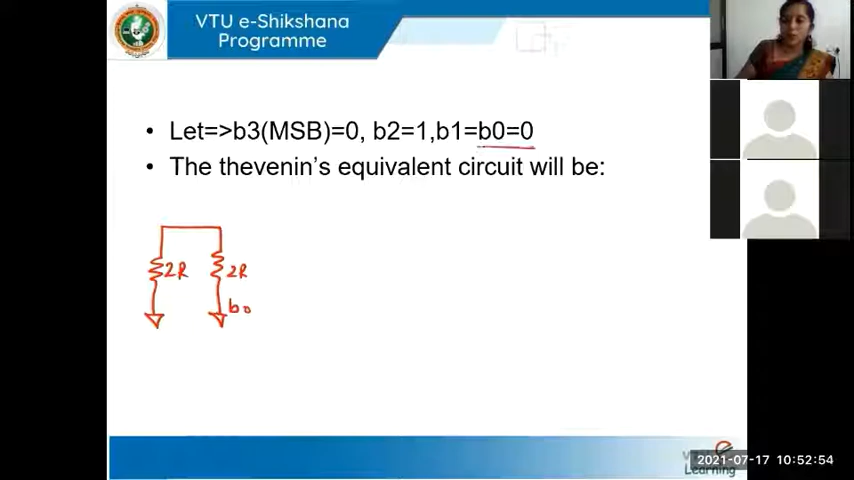 VTU e-Shikshana
Programme
• Let=>b3(MSB)=0, b2=1,b1=b0=0
• The thevenin’s equivalent circuit will be:
2R 2R
b0
2021-07-17 10:52:54
Learning